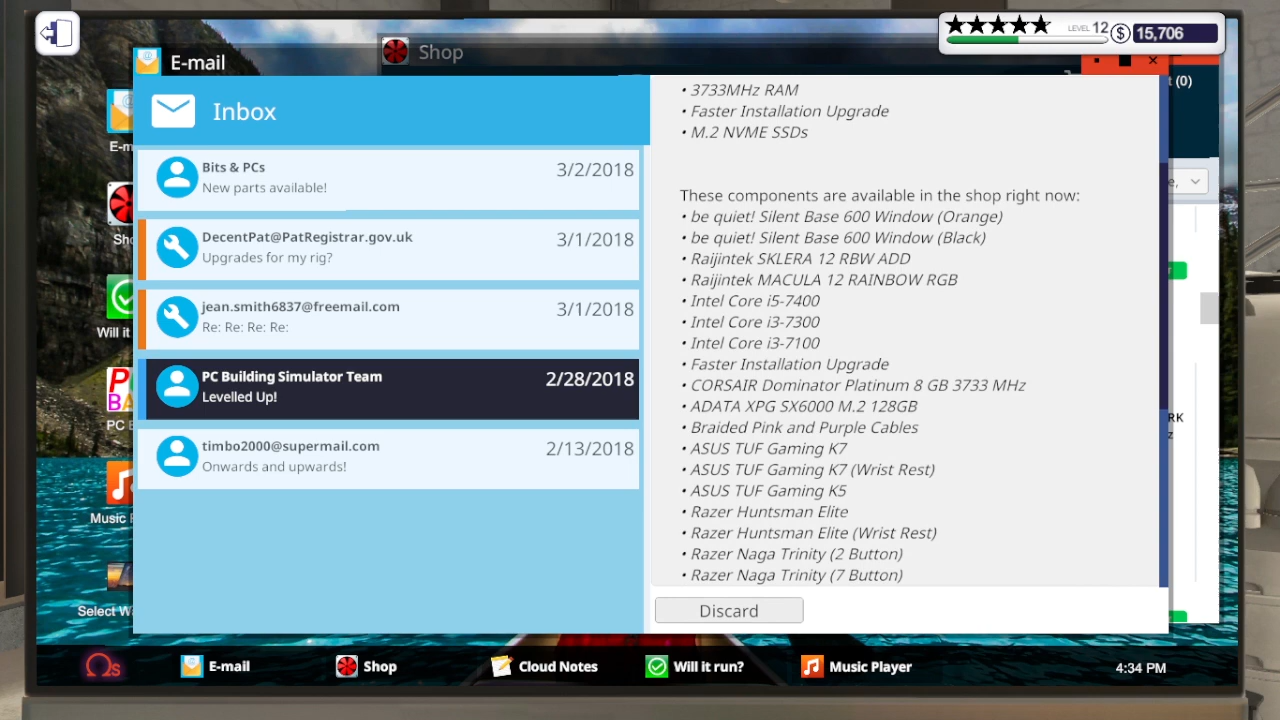 LEVEL 12
$ 15,706
Shop
E-mail
t (0)
Inbox
Bits & PCs
3/2/2018
New parts available!
DecentPat@PatRegistrar.gov.uk
3/1/2018
Upgrades for my rig?
jean.smith6837@freemail.com
3/1/2018
Re: Re: Re: Re:
PC Building Simulator Team
2/28/2018
Levelled Up!
timbo2000@supermail.com
2/13/2018
Onwards and upwards!
• 3733MHz RAM
• Faster Installation Upgrade
• M.2 NVME SSDs
These components are available in the shop right now:
• be quiet! Silent Base 600 Window (Orange)
• be quiet! Silent Base 600 Window (Black)
• Raijintek SKLERA 12 RBW ADD
• Raijintek MACULA 12 RAINBOW RGB
• Intel Core i5-7400
• Intel Core i3-7300
• Intel Core i3-7100
• Faster Installation Upgrade
• CORSAIR Dominator Platinum 8 GB 3733 MHz
• ADATA XPG SX6000 M.2 128GB
• Braided Pink and Purple Cables
• ASUS TUF Gaming K7
• ASUS TUF Gaming K7 (Wrist Rest)
• ASUS TUF Gaming K5
• Razer Huntsman Elite
• Razer Huntsman Elite (Wrist Rest)
• Razer Naga Trinity (2 Button)
• Razer Naga Trinity (7 Button)
Discard
E-m
Sho
Will it
PC B
Music P
Select Wa
e,
RK
z
Ωs
E-mail
Shop
Cloud Notes
Will it run?
Music Player
4:34 PM